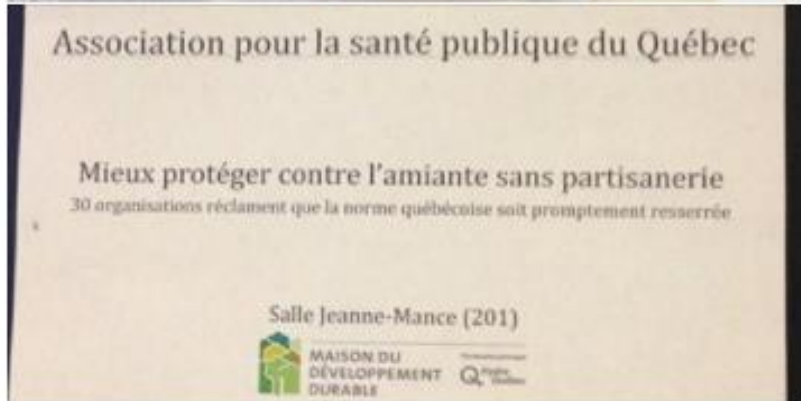 Association pour la santé publique du Québec
Mieux protéger contre l'amiante sans partisanerie
30 organisations réclament que la norme québécoise soit promptement resserrée
Salle Jeanne-Mance (201)
MAISON DU
DÉVELOPPEMENT
DURABLE